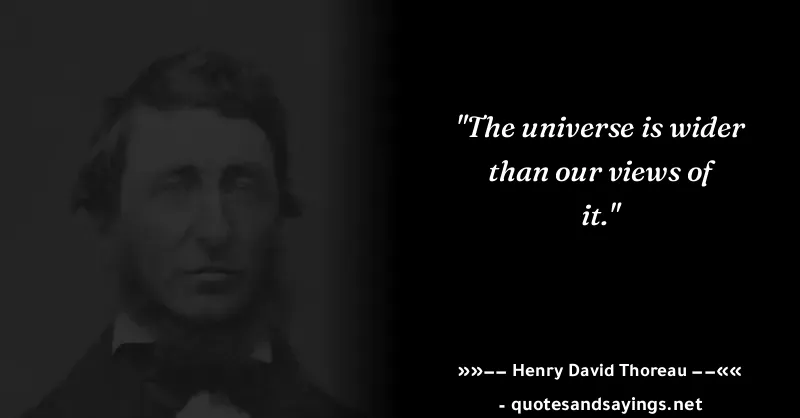 "The universe is wider
than our views of
it."
»»−− Henry David Thoreau −−««
- quotesandsayings.net